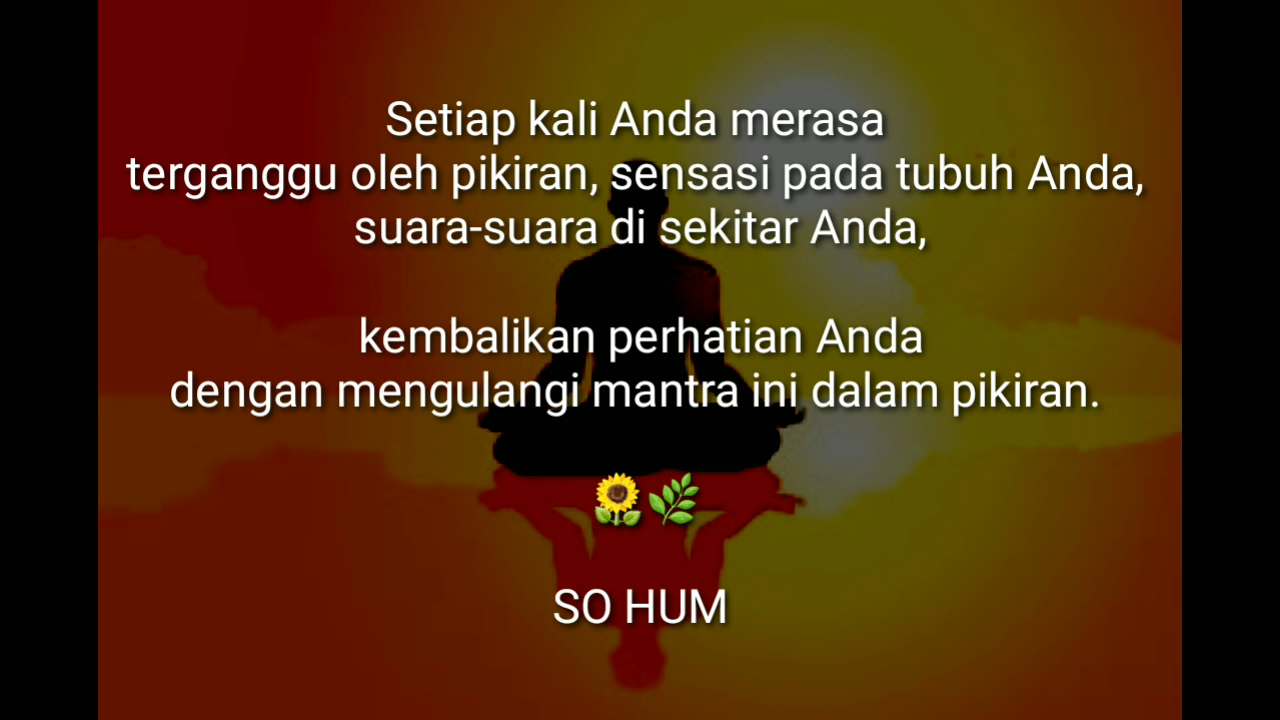 Setiap kali Anda merasa
terganggu oleh pikiran, sensasi pada tubuh Anda,
suara-suara di sekitar Anda,
kembalikan perhatian Anda
dengan mengulangi mantra ini dalam pikiran.
🌻🌿
SO HUM